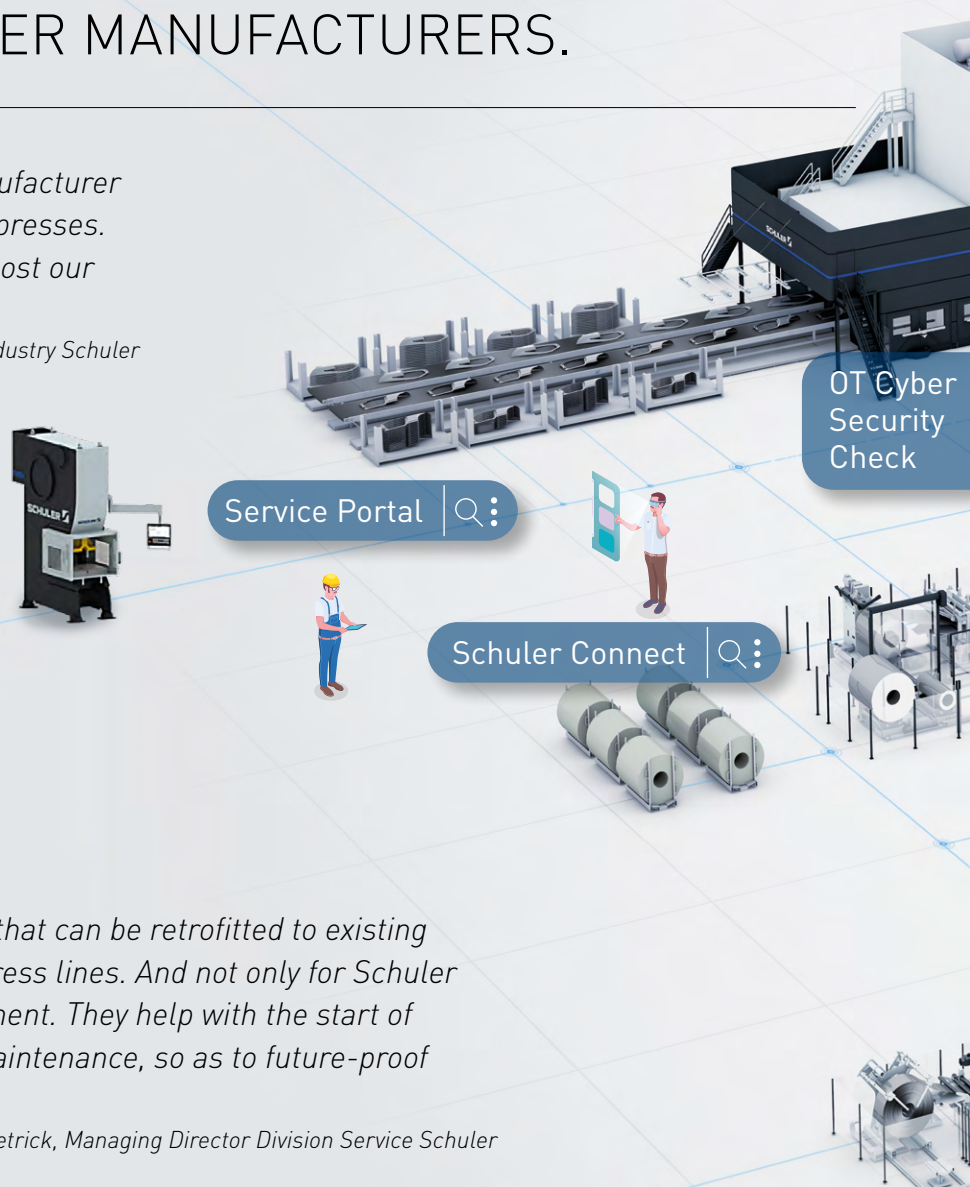 ER MANUFACTURERS.
ufacturer
presses.
ost our
dustry Schuler
SCHULER
OT Cyber
Security
Check
Service Portal
SCHULER
Schuler Connect
that can be retrofitted to existing
ress lines. And not only for Schuler
ment. They help with the start of
aintenance, so as to future-proof
etrick, Managing Director Division Service Schuler